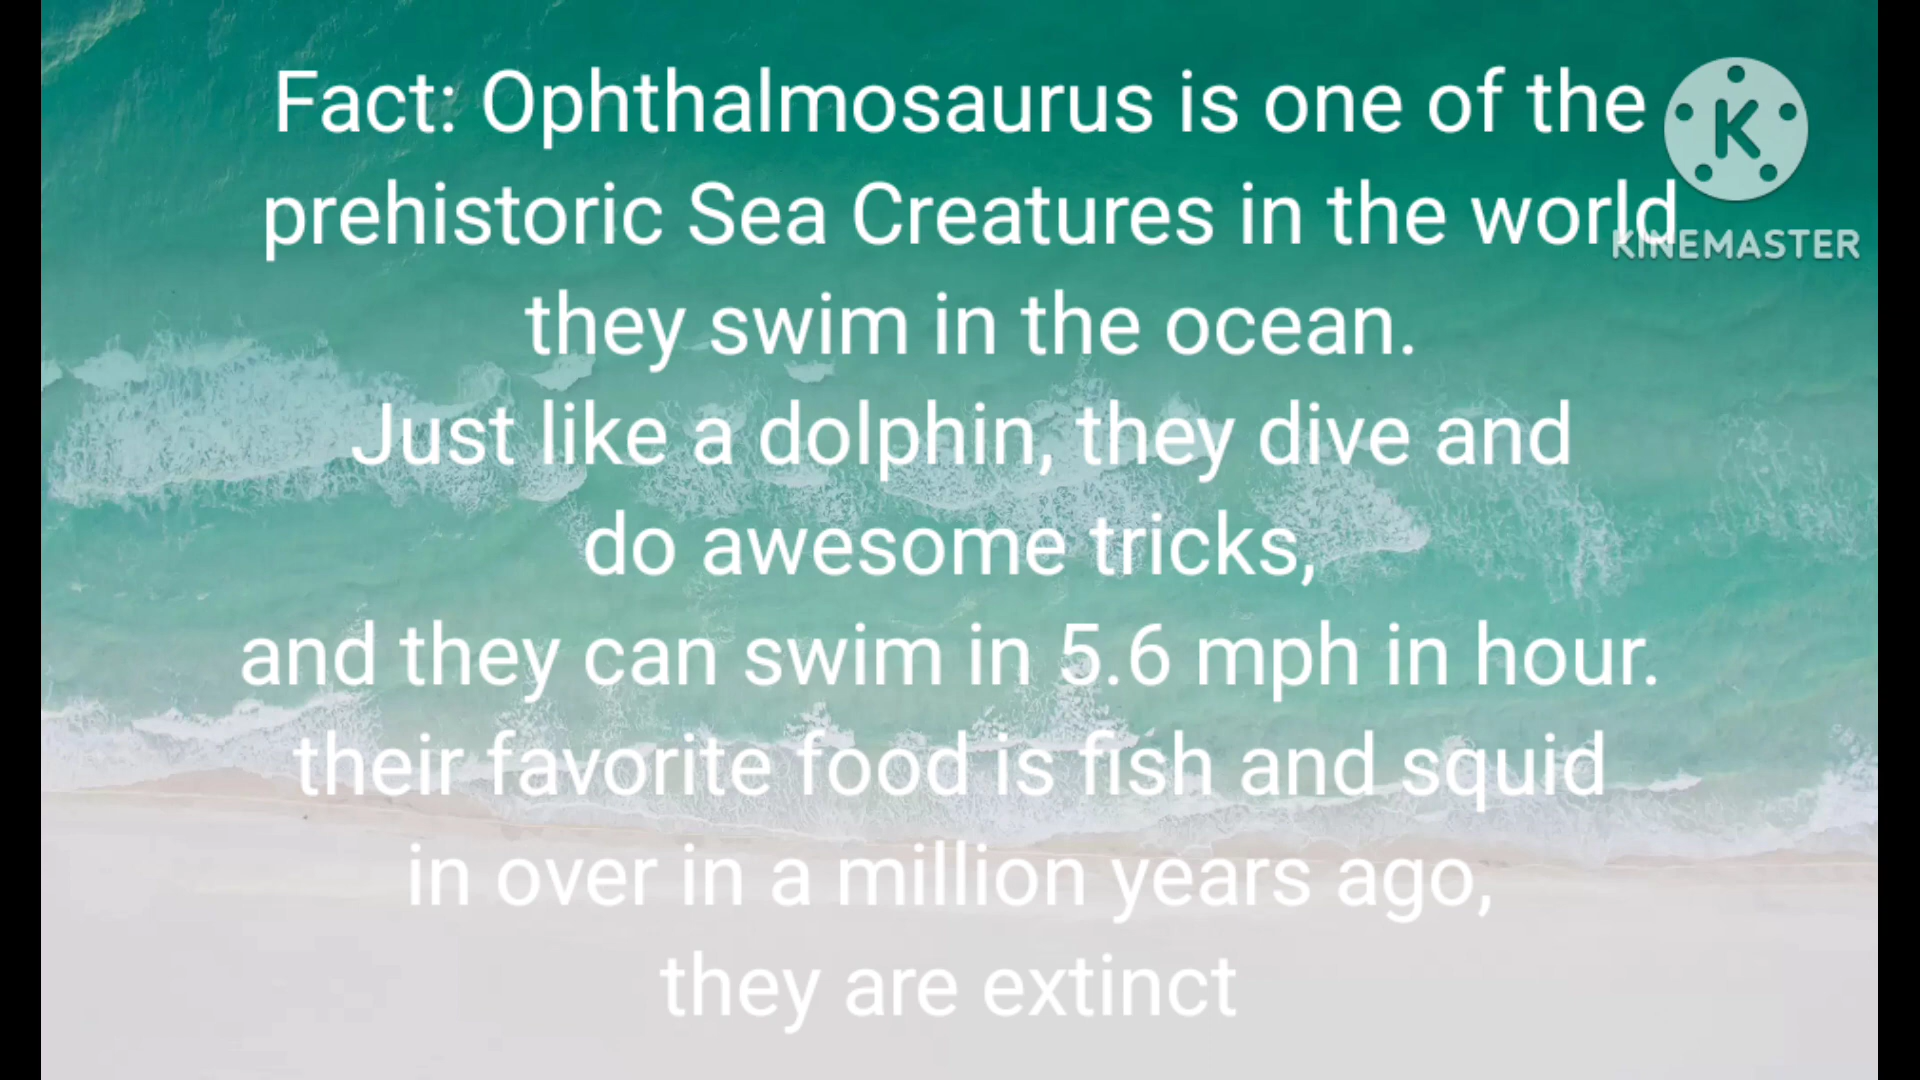 Fact: Ophthalmosaurus is one of the
prehistoric Sea Creatures in the world
they swim in the ocean.
Just like a dolphin, they dive and
do awesome tricks,
and they can swim in 5.6 mph in hour.
their favorite food is fish and squid
in over in a million years ago,
they are extinct
K
KINEMASTER